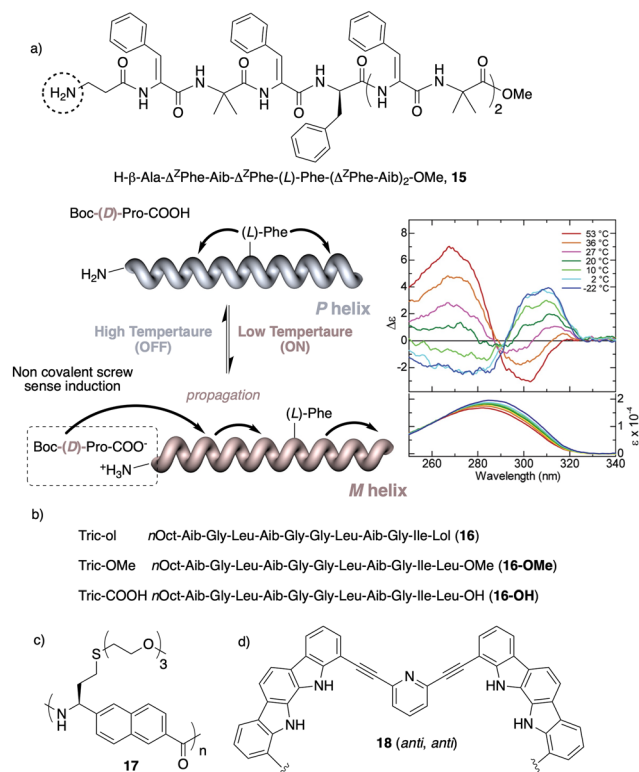 a)
O
H
N
N
H
O
O
H
N
N
H
O
O
H
N
N
H
O
O
H
N
O
OMe
2
H₂N
H-β-Ala-ΔᶻPhe-Aib-ΔᶻPhe-(L)-Phe-(ΔᶻPhe-Aib)₂-OMe, 15
Boc-(D)-Pro-COOH
(L)-Phe
H₂N
P helix
High Tempertaure
(OFF)
Low Tempertaure
(ON)
Non covalent screw
sense induction
propagation
(L)-Phe
Boc-(D)-Pro-COO⁻
⁺H₃N
M helix
8
6
4
2
0
-2
Δε
53 °C
36 °C
27 °C
20 °C
10 °C
2 °C
-22 °C
2
1
0
ε x 10⁻⁴
260 280 300 320 340
Wavelength (nm)
b)
Tric-ol nOct-Aib-Gly-Leu-Aib-Gly-Gly-Leu-Aib-Gly-Ile-Lol (16)
Tric-OMe nOct-Aib-Gly-Leu-Aib-Gly-Gly-Leu-Aib-Gly-Ile-Leu-OMe (16-OMe)
Tric-COOH nOct-Aib-Gly-Leu-Aib-Gly-Gly-Leu-Aib-Gly-Ile-Leu-OH (16-OH)
c)
S
O
3
N
H
O
n
17
d)
N
NH
HN
NH
HN
18 (anti, anti)